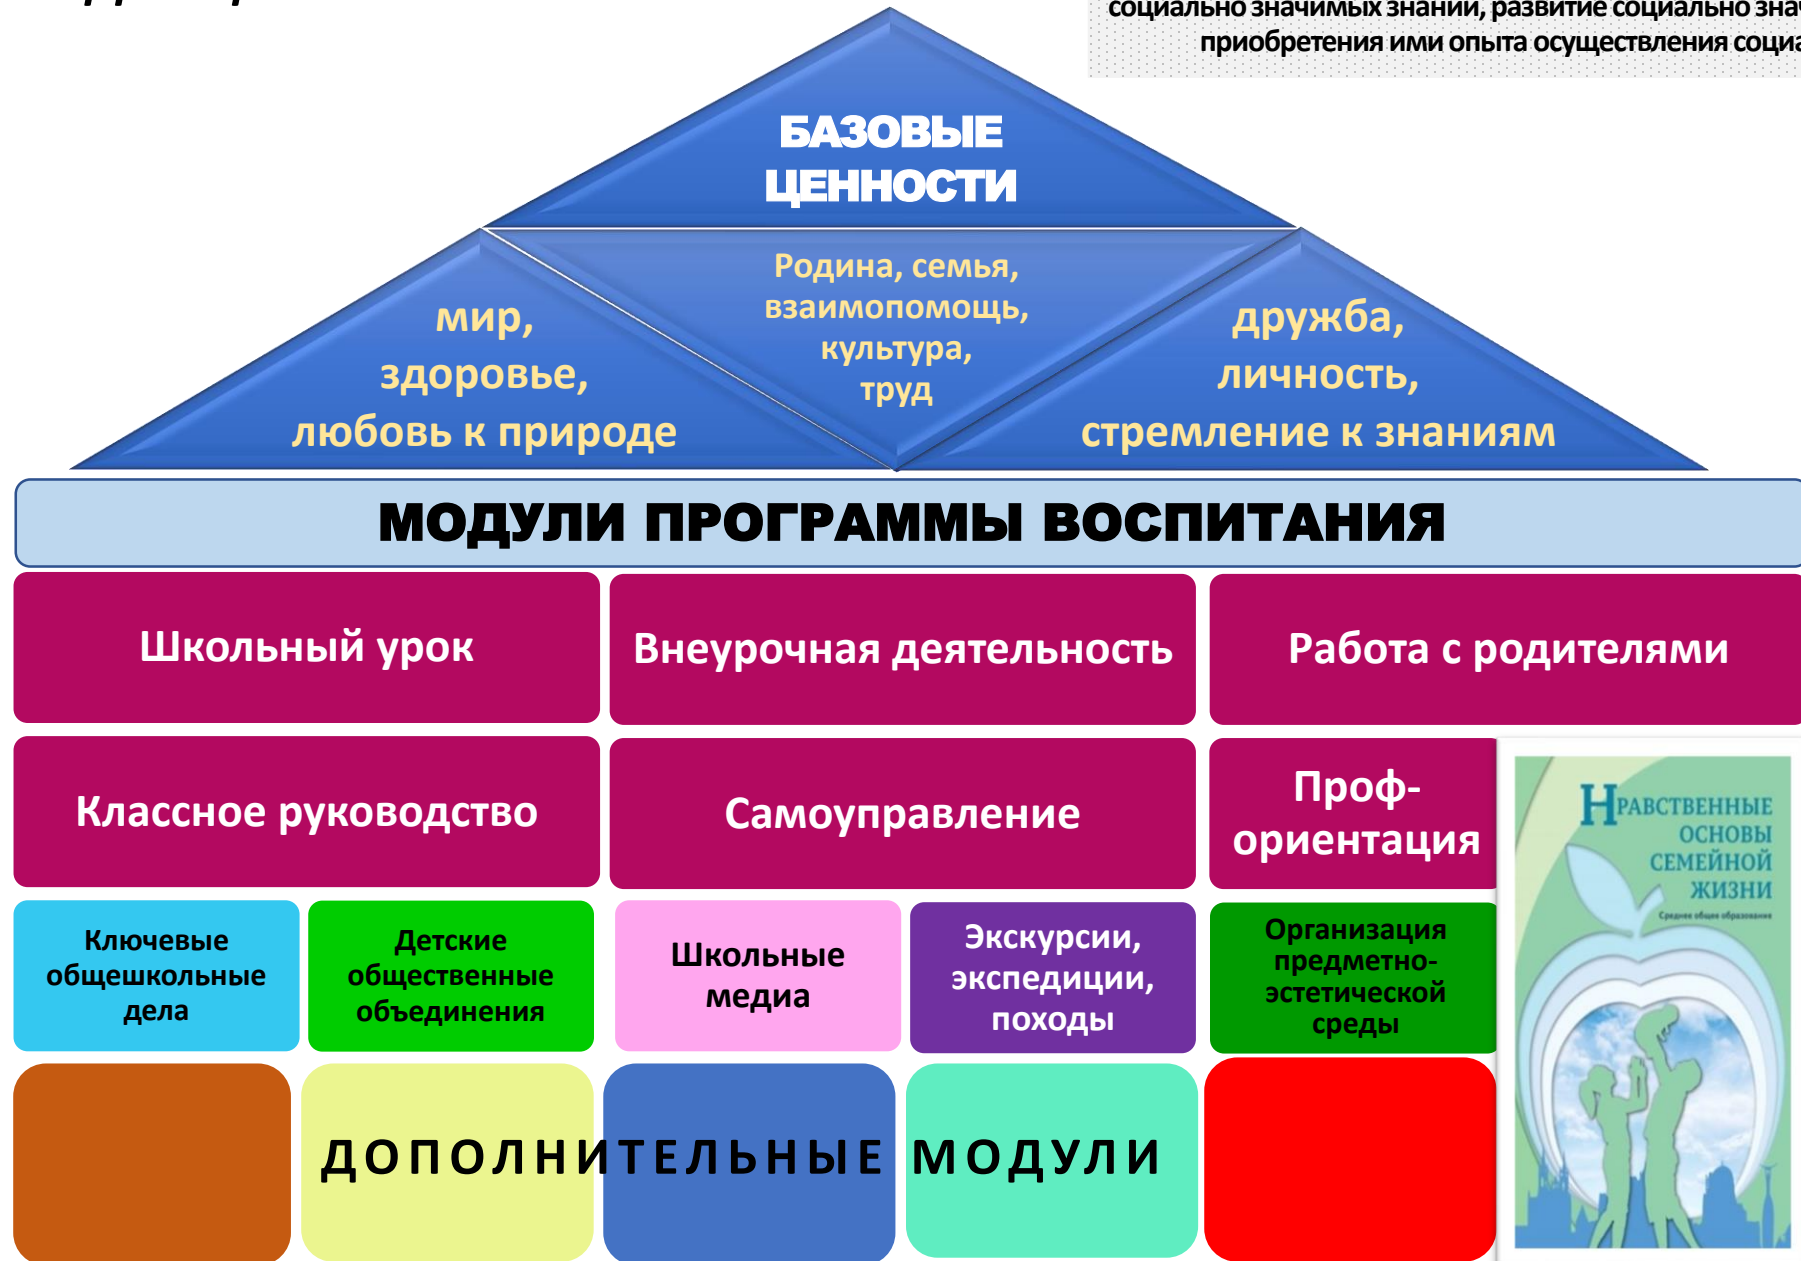 социально значимых знаний, развитие социально
приобретения ими опыта осуществления
БАЗОВЫЕ
ЦЕННОСТИ
Родина, семья,
взаимопомощь,
культура,
труд
мир,
здоровье,
любовь к природе
дружба,
личность,
стремление к знаниям
МОДУЛИ ПРОГРАММЫ ВОСПИТАНИЯ
Школьный урок
Внеурочная деятельность
Работа с родителями
Классное руководство
Самоуправление
Проф-
ориентация
НРАВСТВЕННЫЕ
ОСНОВЫ
СЕМЕЙНОЙ
ЖИЗНИ
Среднее общее образование
Ключевые
общешкольные
дела
Детские
общественные
объединения
Школьные
медиа
Экскурсии,
экспедиции,
походы
Организация
предметно-
эстетической
среды
ДОПОЛНИТЕЛЬНЫЕ МОДУЛИ